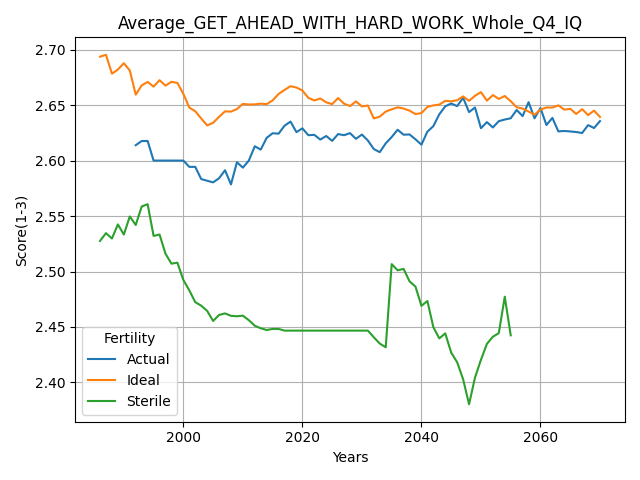 Average_GET_AHEAD_WITH_HARD_WORK_Whole_Q4_IQ
2.70
2.65
2.60
2.55
2.50
2.45
2.40
Score(1-3)
Fertility
Actual
Ideal
Sterile
2000 2020 2040 2060
Years